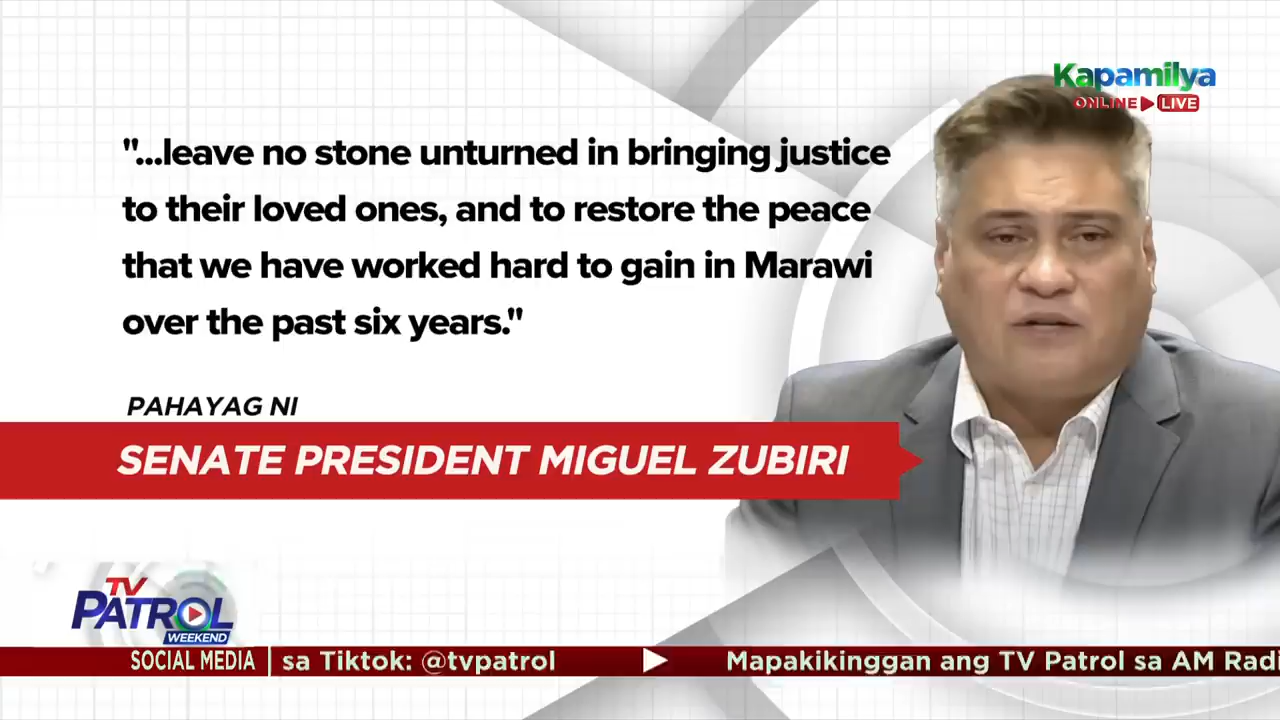 Kapamilya
ONLINE LIVE
"...leave no stone unturned in bringing justice
to their loved ones, and to restore the peace
that we have worked hard to gain in Marawi
over the past six years."
PAHAYAG NI
SENATE PRESIDENT MIGUEL ZUBIRI
TV
PATROL
WEEKEND
SOCIAL MEDIA sa Tiktok: @tvpatrol Mapakikinggan ang TV Patrol sa AM Radi